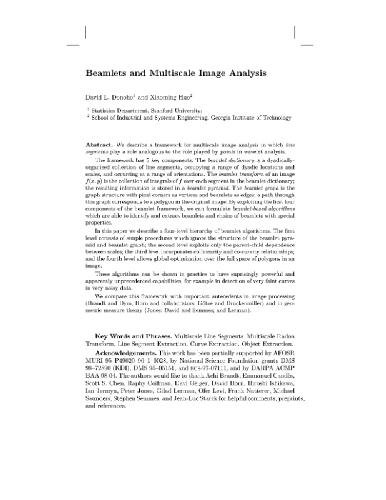 Beamlets and Multiscale Image Analysis
David L. Donoho1 and Xiaoming Huo2
1 Statistics Department, Stanford University;
2 School of Industrial and Systems Engineering, Georgia Institute of Technology
Abstract. We describe a framework for multiscale image analysis in which line
segments play a role analogous to the role played by points in wavelet analysis.
The framework has 5 key components. The beamlet dictionary is a dyadically-
organized collection of line segments, occupying a range of dyadic locations and
scales, and occurring at a range of orientations. The beamlet transform of an image
f(x, y) is the collection of integrals of f over each segment in the beamlet dictionary;
the resulting information is stored in a beamlet pyramid. The beamlet graph is the
graph structure with pixel corners as vertices and beamlets as edges; a path through
this graph corresponds to a polygon in the original image. By exploiting the first four
components of the beamlet framework, we can formulate beamlet-based algorithms
which are able to identify and extract beamlets and chains of beamlets with special
properties.
In this paper we describe a four-level hierarchy of beamlet algorithms. The first
level consists of simple procedures which ignore the structure of the beamlet pyra-
mid and beamlet graph; the second level exploits only the parent-child dependence
between scales; the third level incorporates collinearity and co-curvity relationships;
and the fourth level allows global optimization over the full space of polygons in an
image.
These algorithms can be shown in practice to have surprisingly powerful and
apparently unprecedented capabilities, for example in detection of very faint curves
in very noisy data.
We compare this framework with important antecedents in image processing
(Brandt and Dym, Horn and collaborators, Götze and Druckenmiller) and in geo-
metric measure theory (Jones, David and Semmes, and Lerman).
Key Words and Phrases. Multiscale Line Segments. Multiscale Radon
Transform. Line Segment Extraction. Curve Extraction. Object Extraction.
Acknowledgements. This work has been partially supported by AFOSR
MURI 95 P49620 96 1 0028, by National Science Foundation grants DMS
98–72890 (KDI), DMS 95–05151, and by DARPA ACMP
BAA 98 04. The authors would like to thank Achi Brandt, Emmanuel Candès,
Scott S. Chen, Raphy Coifman, Davi Geiger, David Horn, Hiroshi Ishikawa,
Ian Jermyn, Peter Jones, Gilad Lerman, Ofer Levi, Frank Natterer, Michael
Saunders, Stephen Semmes, and Jean-Luc Starck for helpful comments, preprints,
and references.